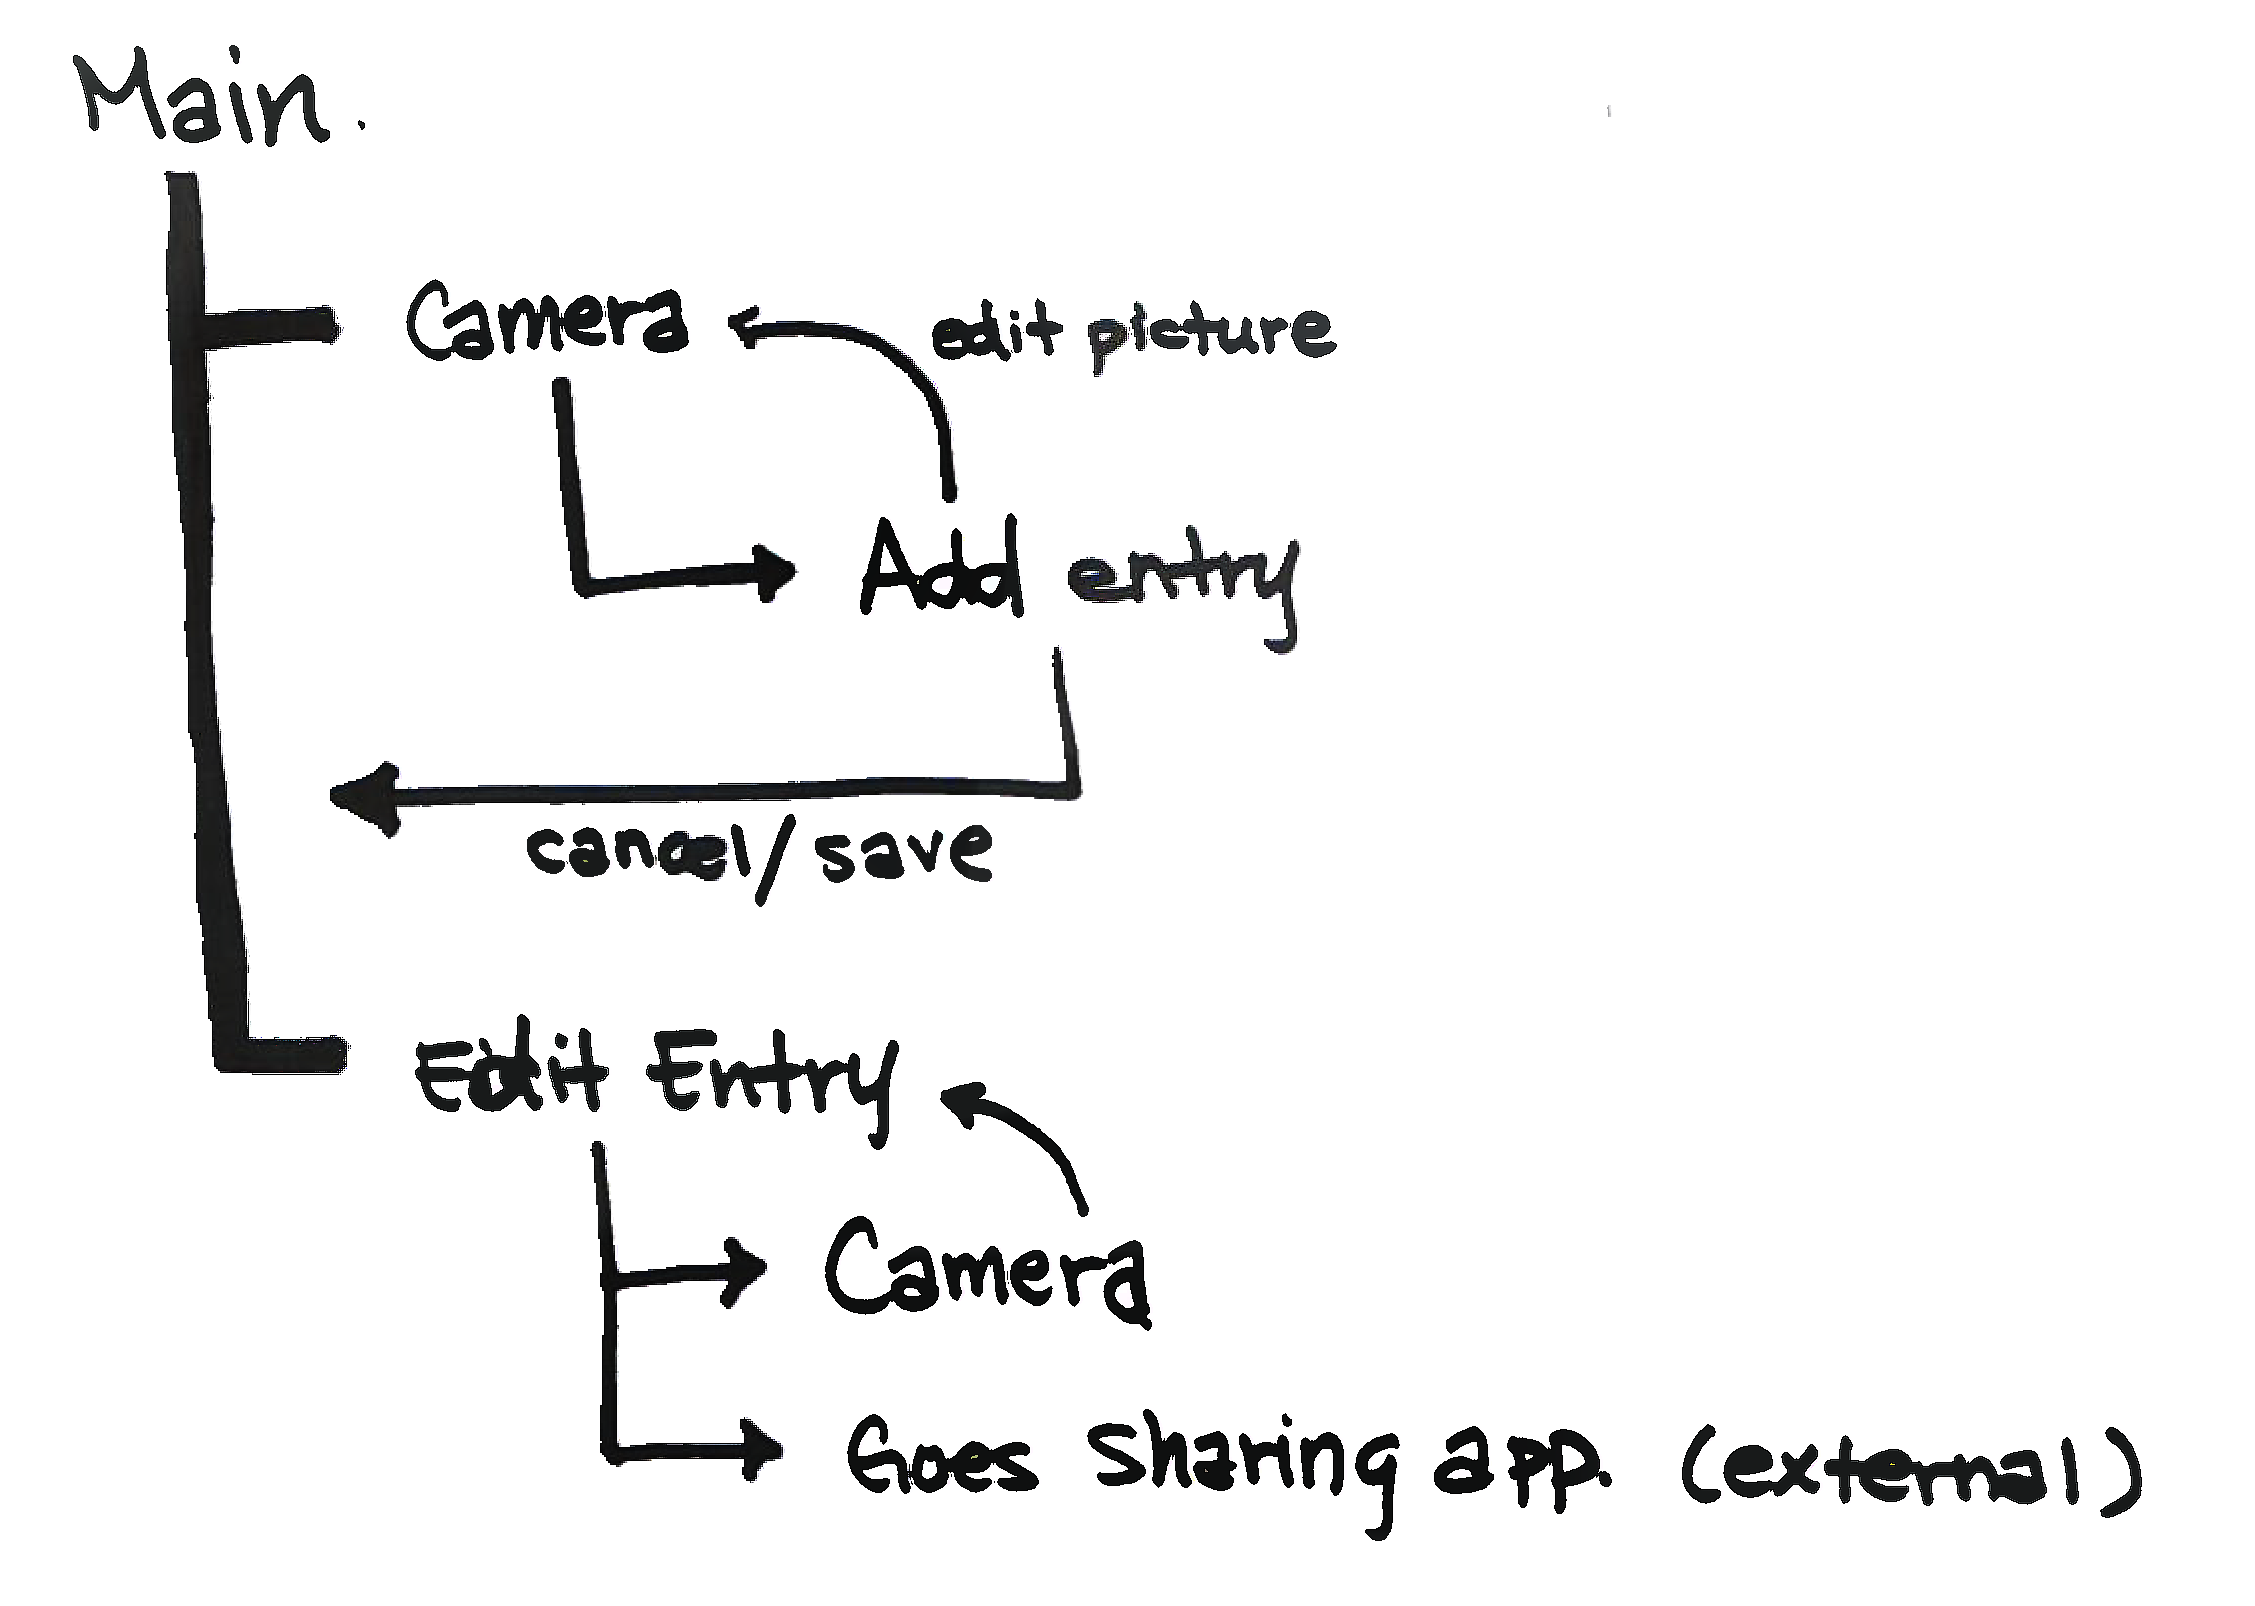 Main.
Camera
edit picture
Add entry
cancel/save
Edit Entry
Camera
Goes sharing app. (external)